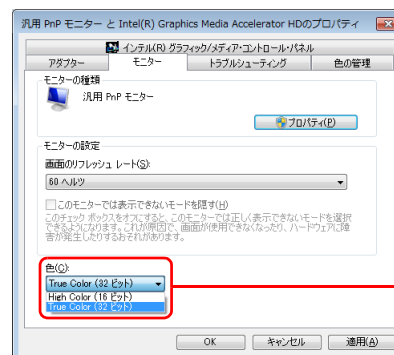 汎用 PnP モニター と Intel(R) Graphics Media Accelerator HDのプロパティ
インテル(R) グラフィック/メディア・コントロール・パネル
アダプター モニター トラブルシューティング 色の管理
モニターの種類
汎用 PnP モニター
プロパティ(P)
モニターの設定
画面のリフレッシュ レート(S):
60 ヘルツ
このモニターでは表示できないモードを隠す(H)
このチェック ボックスをオフにすると、このモニターでは正しく表示できないモードを選択
できるようになります。これが原因で、画面が使用できなくなったり、ハードウェアに障
害が発生したりするおそれがあります。
色(C):
True Color (32 ビット)
High Color (16 ビット)
True Color (32 ビット)
OK キャンセル 適用(A)